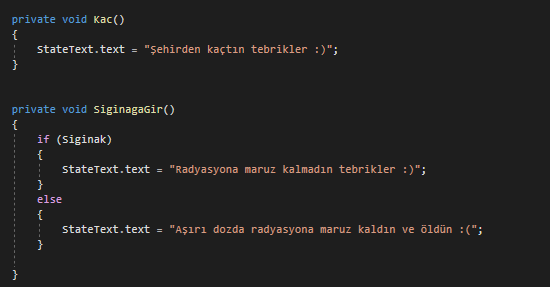 private void Kac()
{
    StateText.text = "Şehirden kaçtın tebrikler :)";
}
private void SiginagaGir()
{
    if (Siginak)
    {
        StateText.text = "Radyasyona maruz kalmadın tebrikler :)";
    }
    else
    {
        StateText.text = "Aşırı dozda radyasyona maruz kaldın ve öldün :(";
    }
}